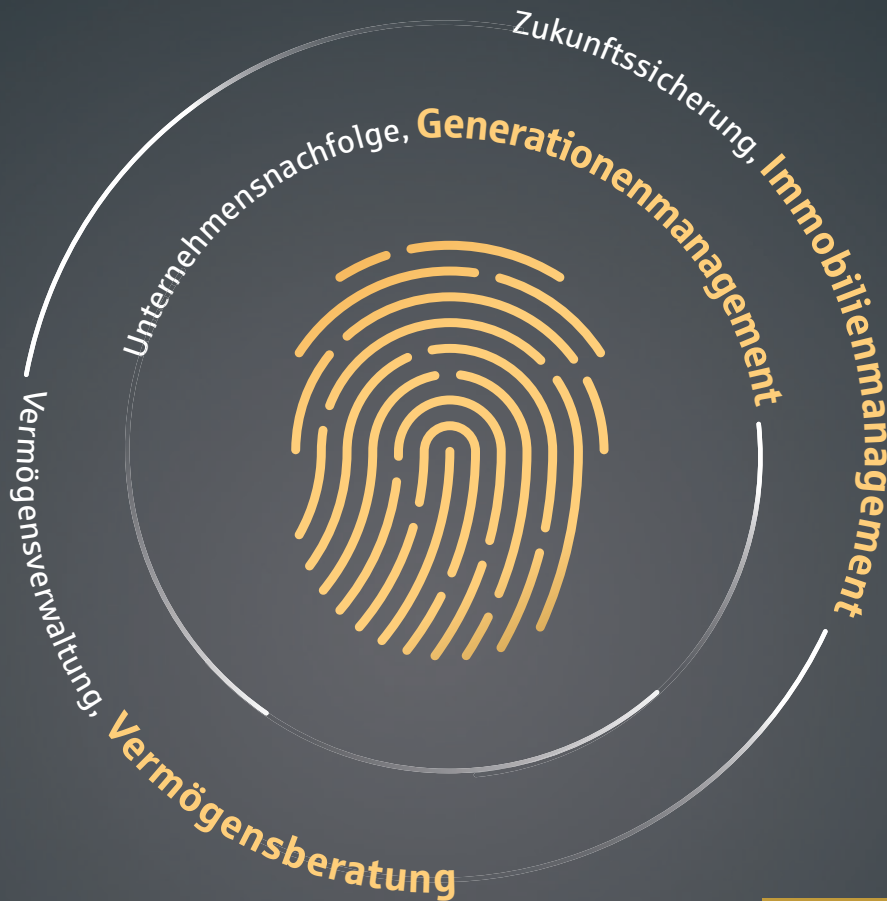 Zukunftssicherung, Immobilienmanagement
Unternehmensnachfolge, Generationenmanagement
Vermögensverwaltung, Vermögensberatung